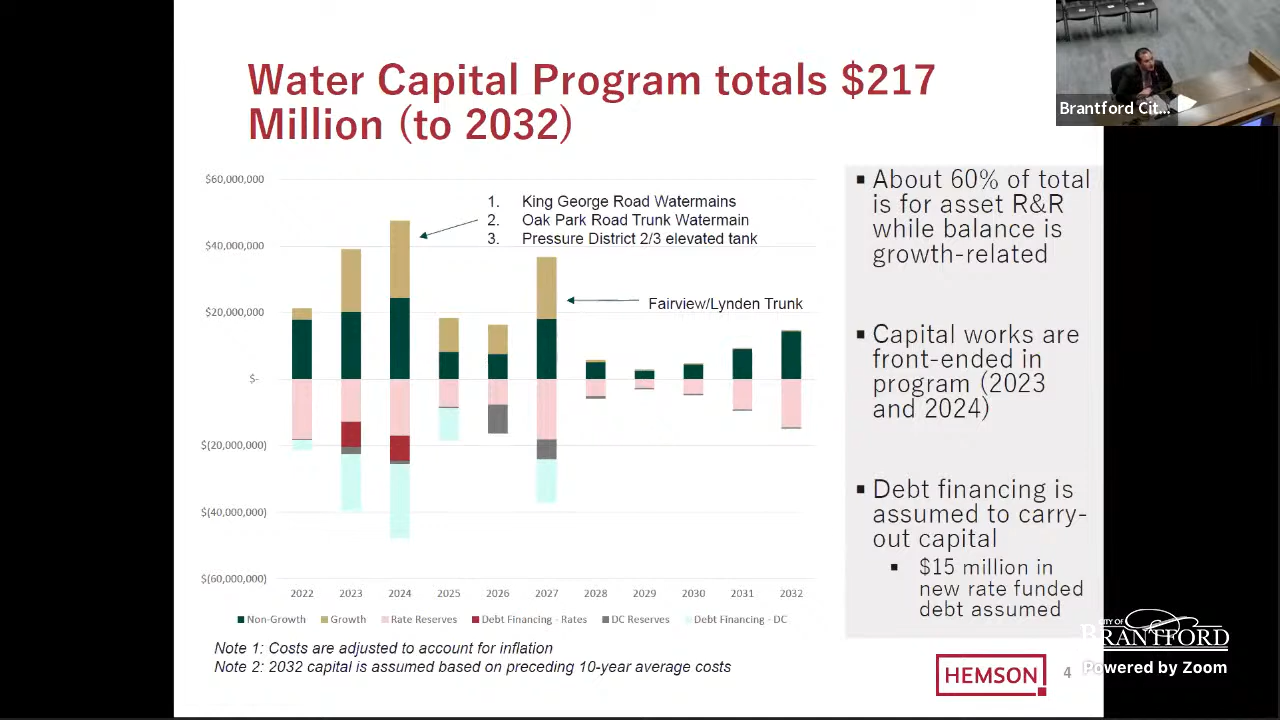 Water Capital Program totals $217
Million (to 2032)
Brantford Cit...
$60,000,000
$40,000,000
$20,000,000
$-
$(20,000,000)
$(40,000,000)
$(60,000,000)
1. King George Road Watermains
2. Oak Park Road Trunk Watermain
3. Pressure District 2/3 elevated tank
Fairview/Lynden Trunk
2022 2023 2024 2025 2026 2027 2028 2029 2030 2031 2032
Non-Growth Growth Rate Reserves Debt Financing - Rates DC Reserves Debt Financing - DC
Note 1: Costs are adjusted to account for inflation
Note 2: 2032 capital is assumed based on preceding 10-year average costs
▪ About 60% of total
is for asset R&R
while balance is
growth-related
▪ Capital works are
front-ended in
program (2023
and 2024)
▪ Debt financing is
assumed to carry-
out capital
▪ $15 million in
new rate funded
debt assumed
HEMSON
4
CITY OF
BRANTFORD
Powered by Zoom